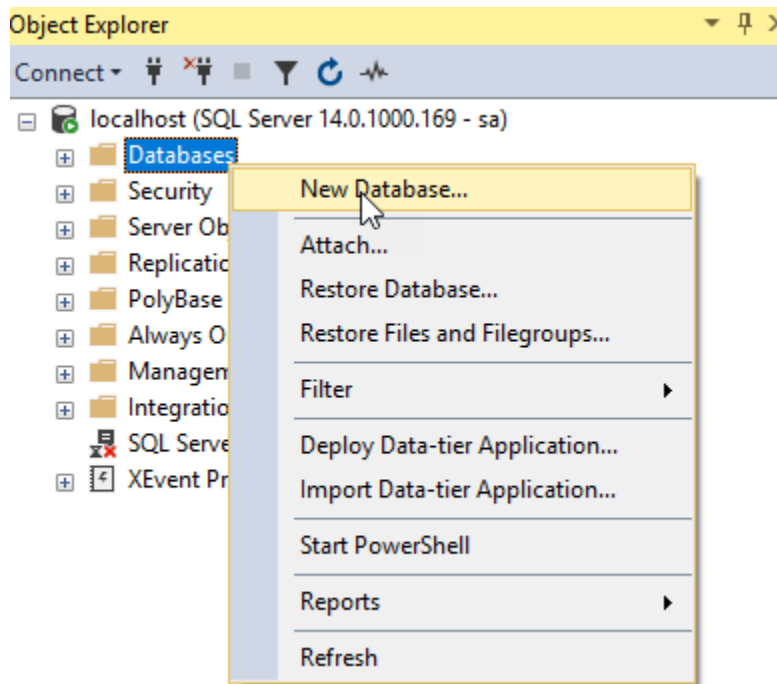 Object Explorer
Connect
localhost (SQL Server 14.0.1000.169 - sa)
Databases
Security
Server Ob
Replicatic
PolyBase
Always O
Managem
Integratio
SQL Serve
XEvent Pr
New Database...
Attach...
Restore Database...
Restore Files and Filegroups...
Filter
Deploy Data-tier Application...
Import Data-tier Application...
Start PowerShell
Reports
Refresh